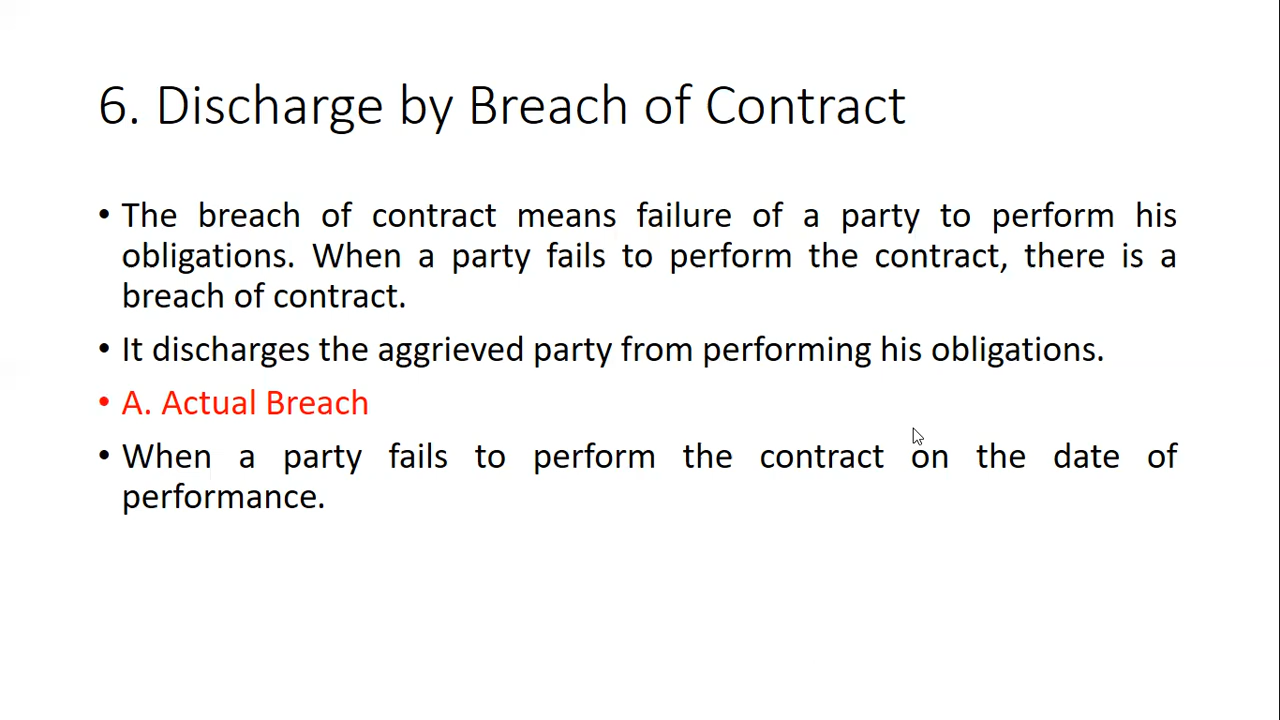 6. Discharge by Breach of Contract
• The breach of contract means failure of a party to perform his
obligations. When a party fails to perform the contract, there is a
breach of contract.
• It discharges the aggrieved party from performing his obligations.
• A. Actual Breach
• When a party fails to perform the contract on the date of
performance.